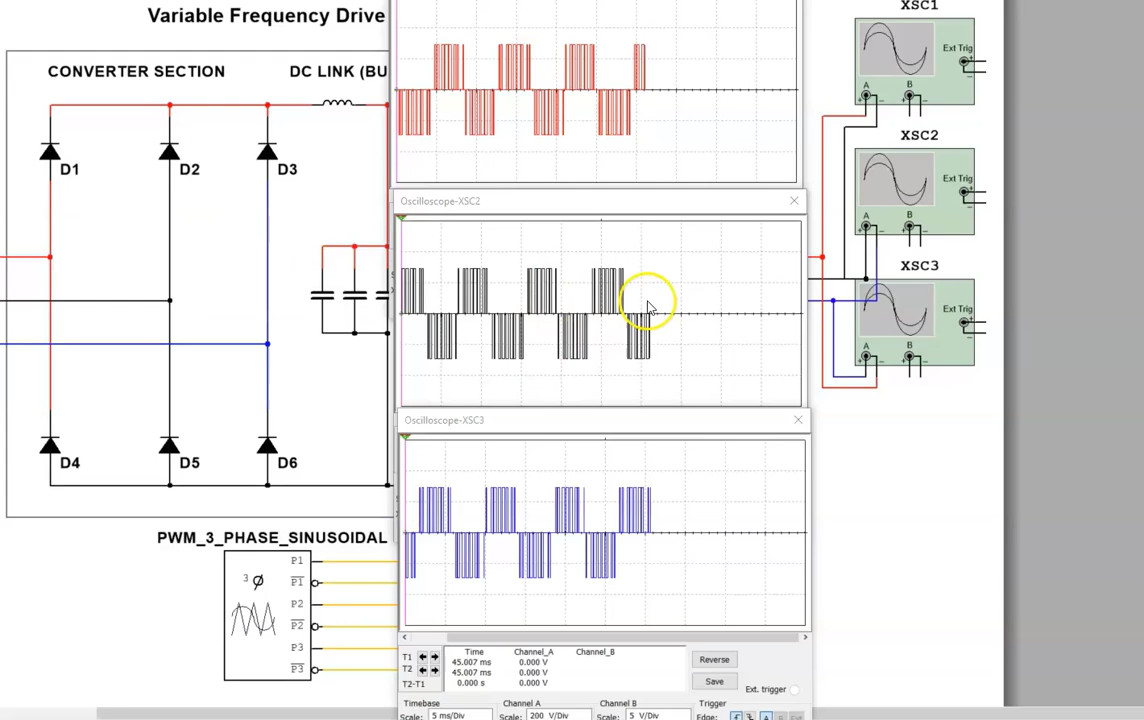 Variable Frequency Drive
CONVERTER SECTION
DC LINK (BU
D1
D2
D3
D4
D5
D6
PWM_3_PHASE_SINUSOIDAL
3 Ø
P1
P1
P2
P2
P3
P3
Oscilloscope-XSC2
Oscilloscope-XSC3
T1
T2
T2-T1
Time Channel_A Channel_B
45.007 ms 0.000 V
45.007 ms 0.000 V
0.000 s 0.000 V
Reverse
Save
Ext. trigger
Timebase
Scale: 5 ms/Div
Channel A
Scale: 200 V/Div
Channel B
Scale: 5 V/Div
Trigger
Edge:
XSC1
Ext Trig
A
B
XSC2
Ext Trig
A
B
XSC3
Ext Trig
A
B